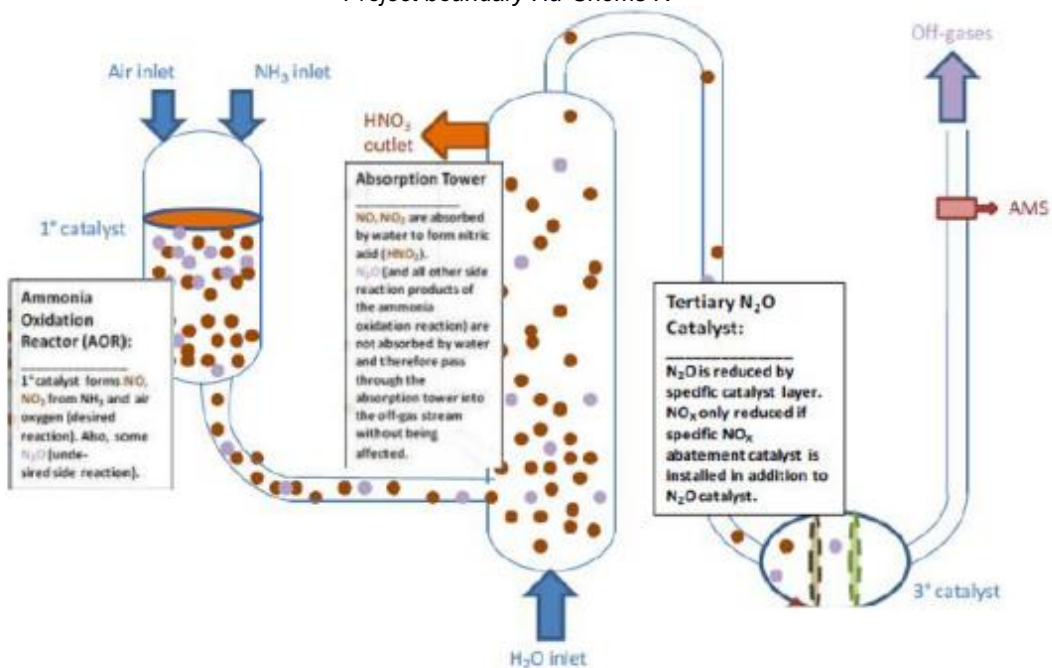 Air inlet
NH3 inlet
Off-gases
HNO3
outlet
Absorption Tower
NO, NO2 are absorbed
by water to form nitric
acid (HNO3).
N2O (and all other side
reaction products of
the ammonia
oxidation reaction) are
not absorbed by water
and therefore pass
through the
absorption tower into
the off-gas stream
without being
affected.
1° catalyst
AMS
Ammonia
Oxidation
Reactor (AOR):
1° catalyst forms NO,
NO2 from NH3 and air
oxygen (desired
reaction). Also, some
N2O (unde-
sired side reaction).
Tertiary N2O
Catalyst:
N2O is reduced by
specific catalyst layer.
NOX only reduced if
specific NOX
abatement catalyst is
installed in addition to
N2O catalyst.
3° catalyst
H2O inlet